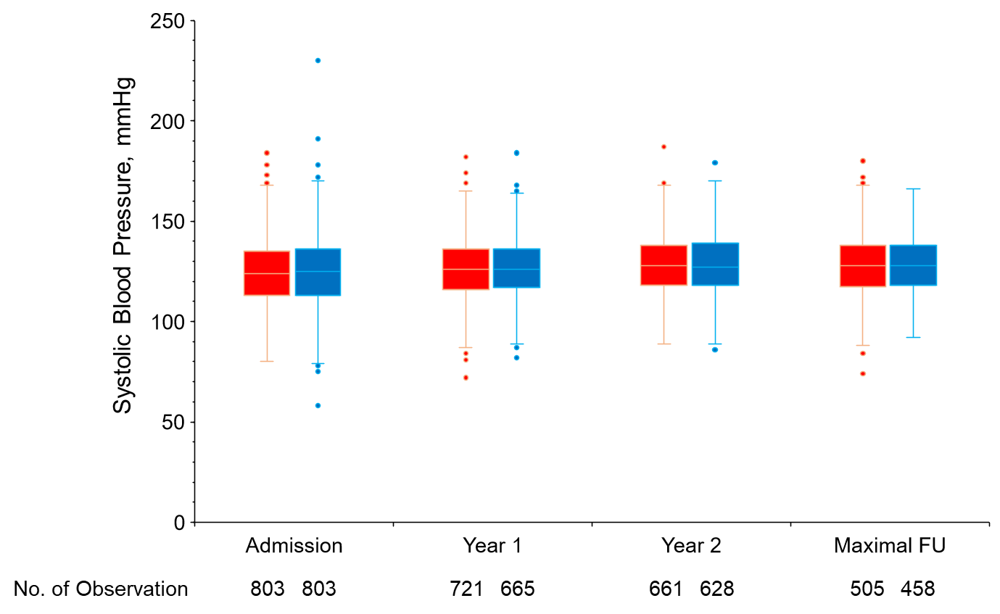 250
200
150
100
50
0
Systolic Blood Pressure, mmHg
Admission Year 1 Year 2 Maximal FU
No. of Observation 803 803 721 665 661 628 505 458